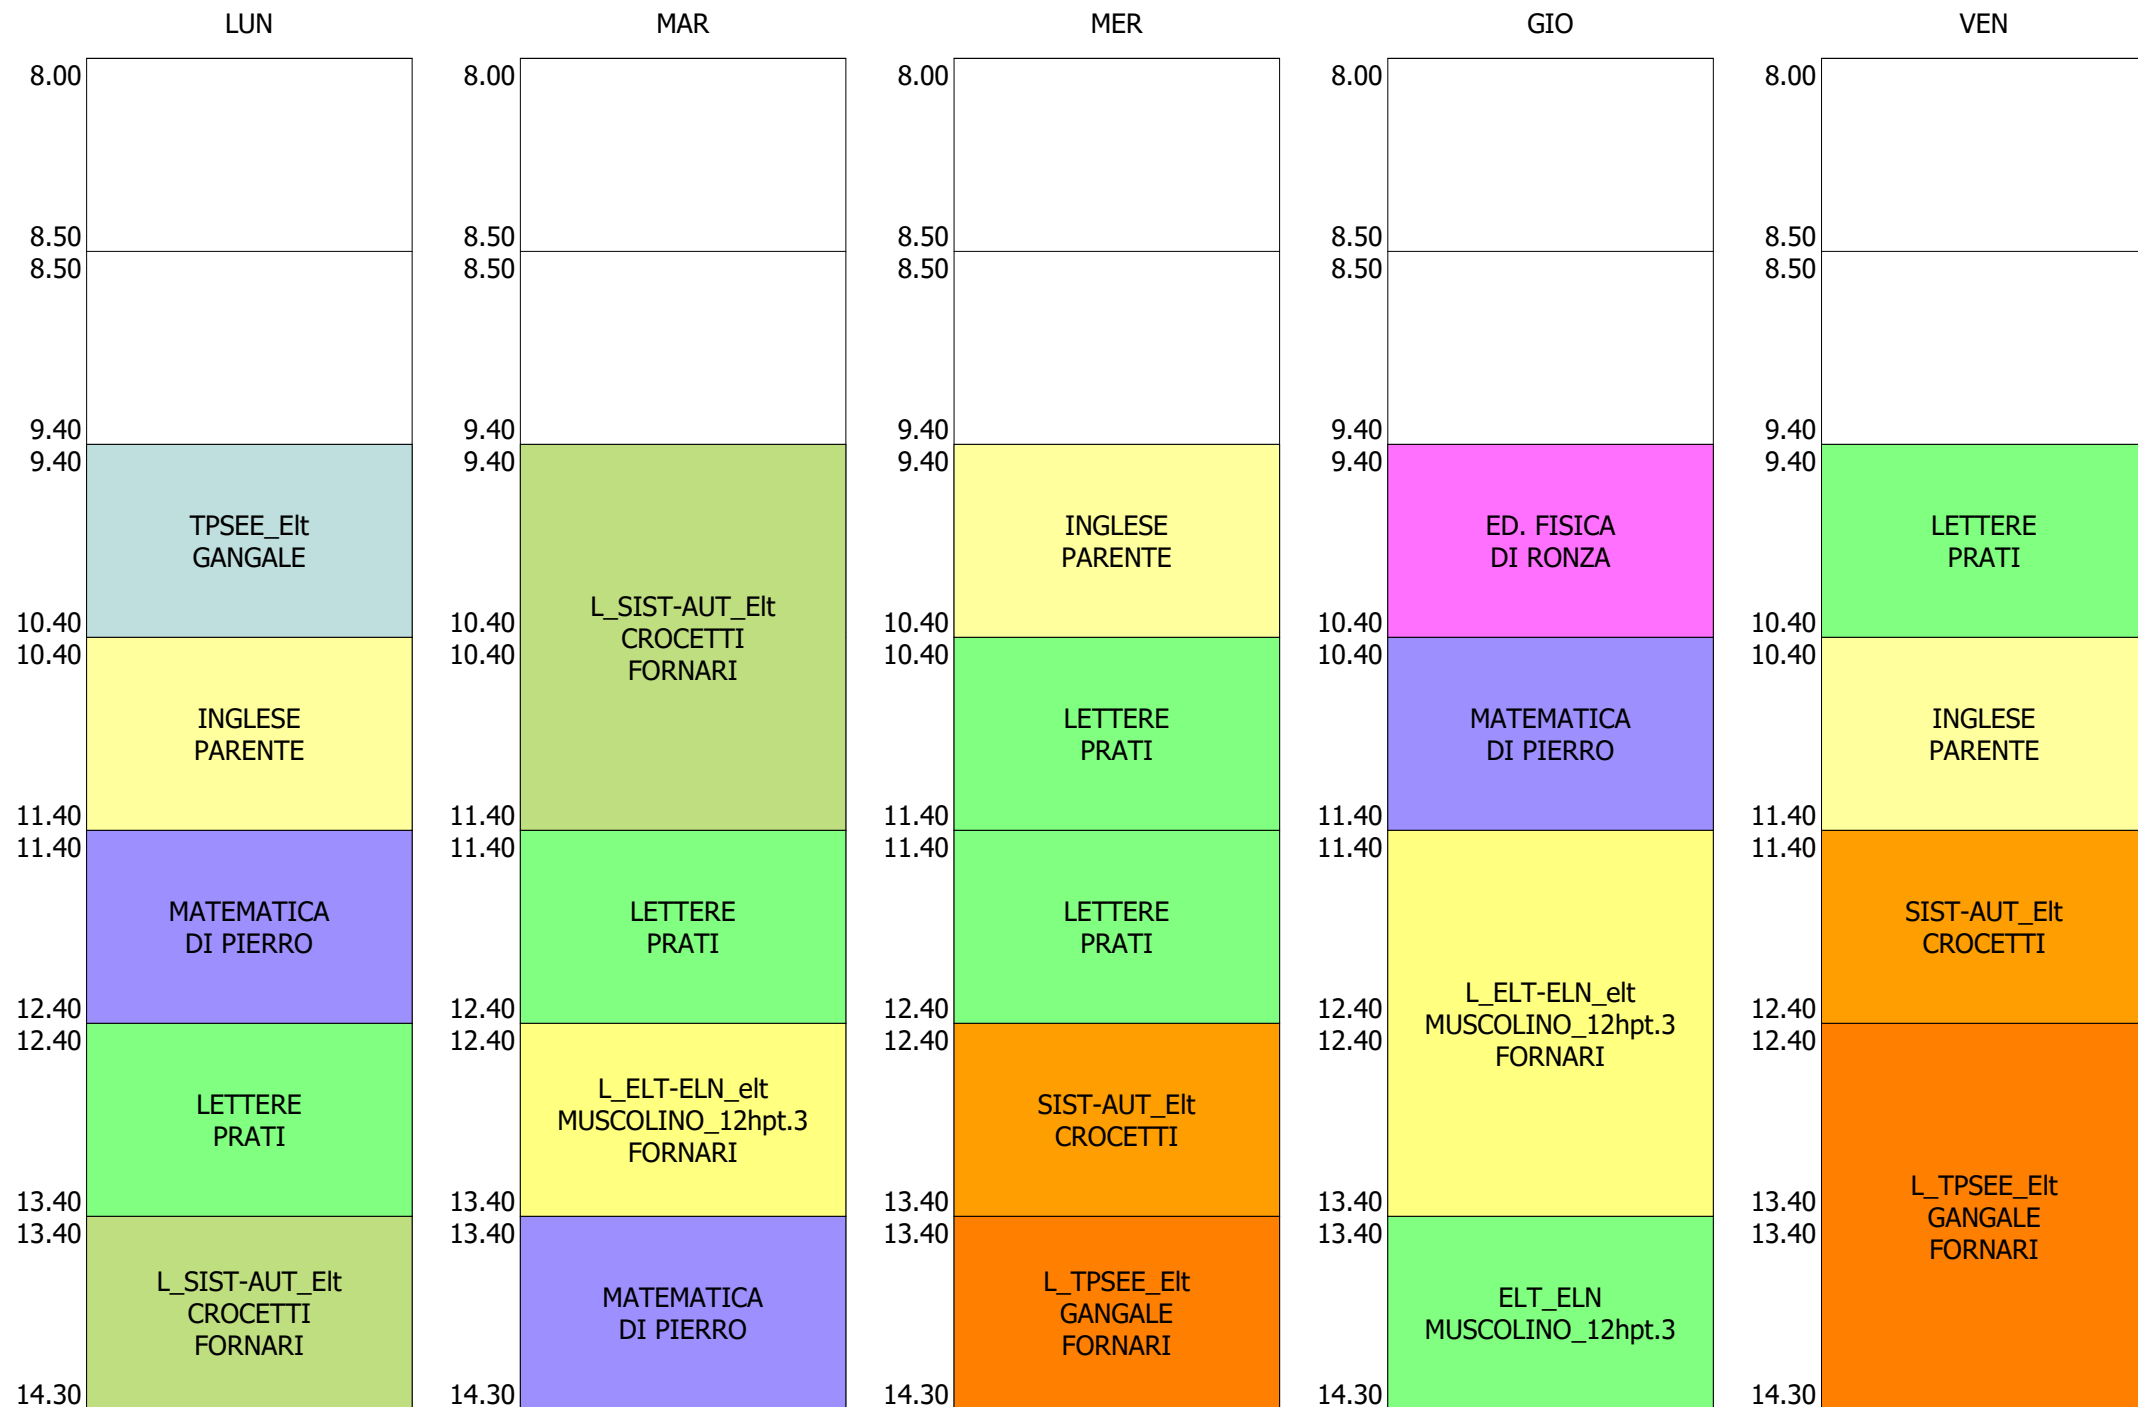 LUN
8.00
8.50
8.50
9.40
9.40
TPSEE_Elt
GANGALE
10.40
10.40
INGLESE
PARENTE
11.40
11.40
MATEMATICA
DI PIERRO
12.40
12.40
LETTERE
PRATI
13.40
13.40
L_SIST-AUT_Elt
CROCETTI
FORNARI
14.30
MAR
8.00
8.50
8.50
9.40
9.40
L_SIST-AUT_Elt
CROCETTI
FORNARI
10.40
10.40
11.40
11.40
LETTERE
PRATI
12.40
12.40
L_ELT-ELN_elt
MUSCOLINO_12hpt.3
FORNARI
13.40
13.40
MATEMATICA
DI PIERRO
14.30
MER
8.00
8.50
8.50
9.40
9.40
INGLESE
PARENTE
10.40
10.40
LETTERE
PRATI
11.40
11.40
LETTERE
PRATI
12.40
12.40
SIST-AUT_Elt
CROCETTI
13.40
13.40
L_TPSEE_Elt
GANGALE
FORNARI
14.30
GIO
8.00
8.50
8.50
9.40
9.40
ED. FISICA
DI RONZA
10.40
10.40
MATEMATICA
DI PIERRO
11.40
11.40
L_ELT-ELN_elt
MUSCOLINO_12hpt.3
FORNARI
12.40
12.40
13.40
13.40
ELT_ELN
MUSCOLINO_12hpt.3
14.30
VEN
8.00
8.50
8.50
9.40
9.40
LETTERE
PRATI
10.40
10.40
INGLESE
PARENTE
11.40
11.40
SIST-AUT_Elt
CROCETTI
12.40
12.40
L_TPSEE_Elt
GANGALE
FORNARI
13.40
13.40
14.30